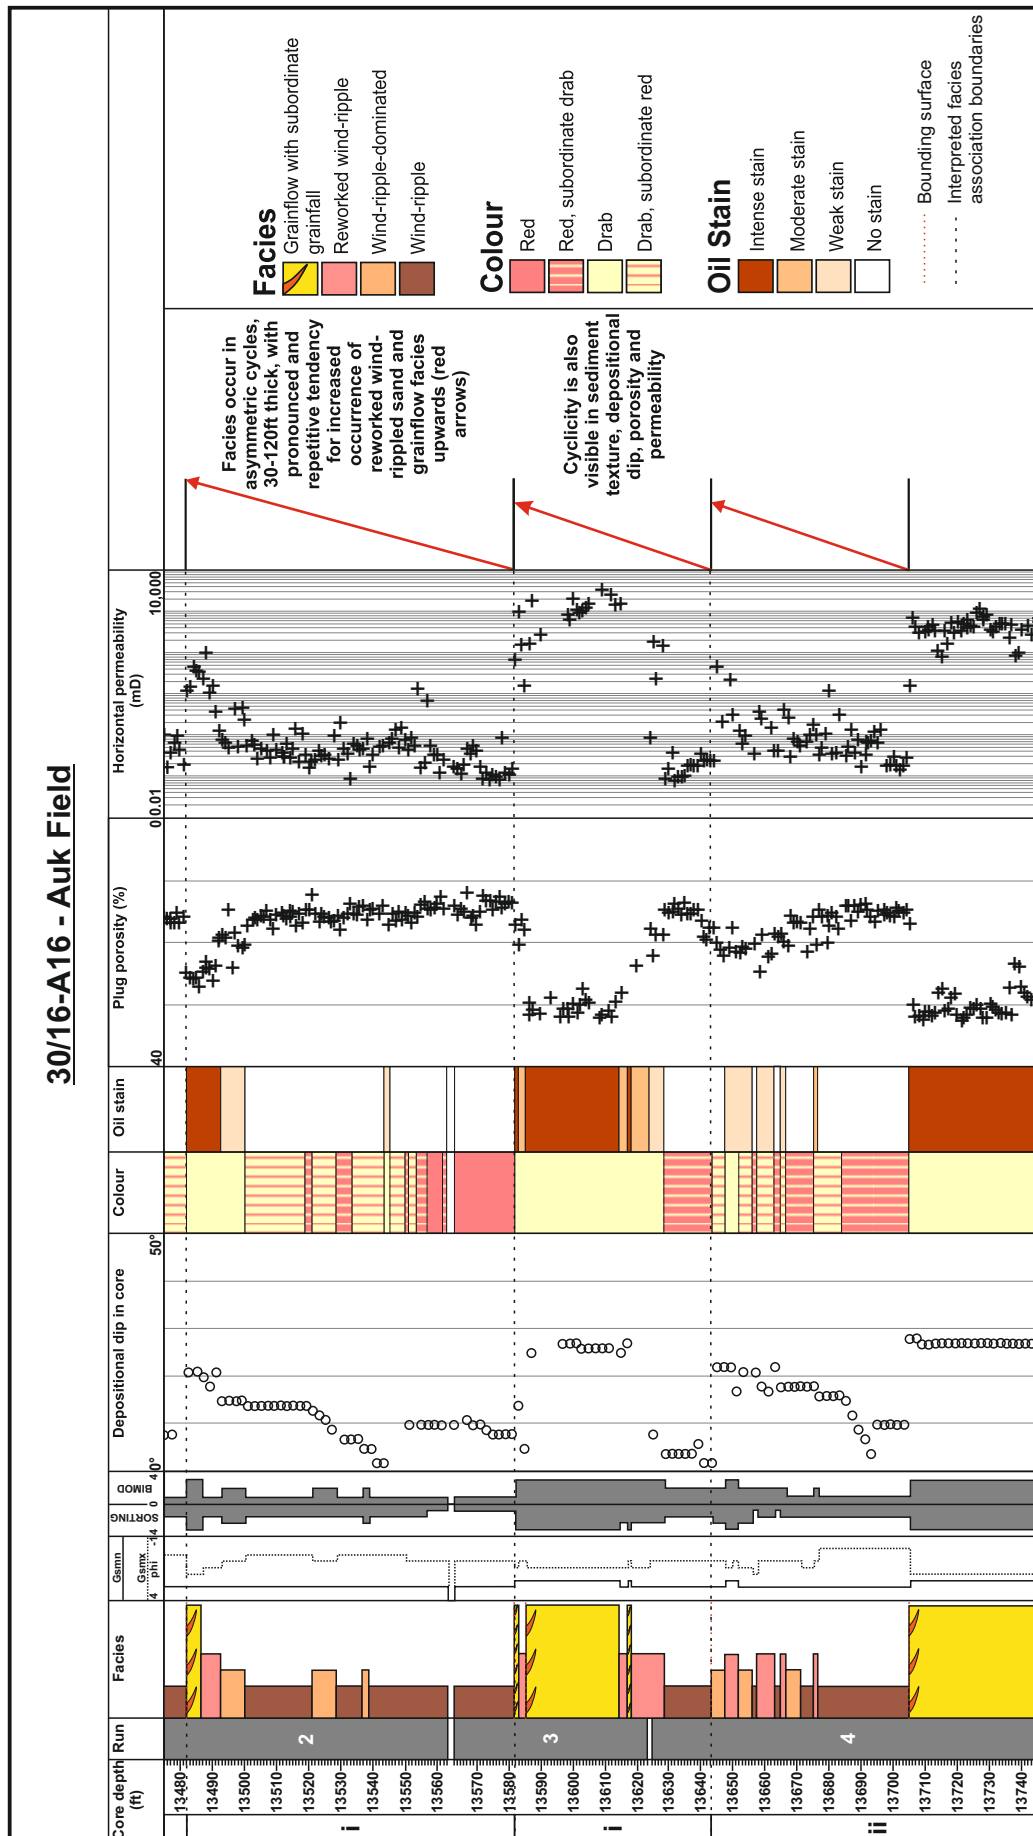 30/16-A16 - Auk Field
Core depth
(ft)
Run
Facies
Gsmn
Gsmx
4 phi -1
SORTING
BIMOD
4 0 4
Depositional dip in core
0° 50°
Colour
Oil stain
Plug porosity (%)
40 0
Horizontal permeability
(mD)
0.01 10,000
13480
13490
13500
13510
13520
13530
13540
13550
13560
13570
13580
13590
13600
13610
13620
13630
13640
13650
13660
13670
13680
13690
13700
13710
13720
13730
13740
i
i
ii
2
3
4
Facies occur in
asymmetric cycles,
30-120ft thick, with
pronounced and
repetitive tendency
for increased
occurrence of
reworked wind-
rippled sand and
grainflow facies
upwards (red
arrows)
Cyclicity is also
visible in sediment
texture, depositional
dip, porosity and
permeability
Facies
Grainflow with subordinate
grainfall
Reworked wind-ripple
Wind-ripple-dominated
Wind-ripple
Colour
Red
Red, subordinate drab
Drab
Drab, subordinate red
Oil Stain
Intense stain
Moderate stain
Weak stain
No stain
Bounding surface
Interpreted facies
association boundaries